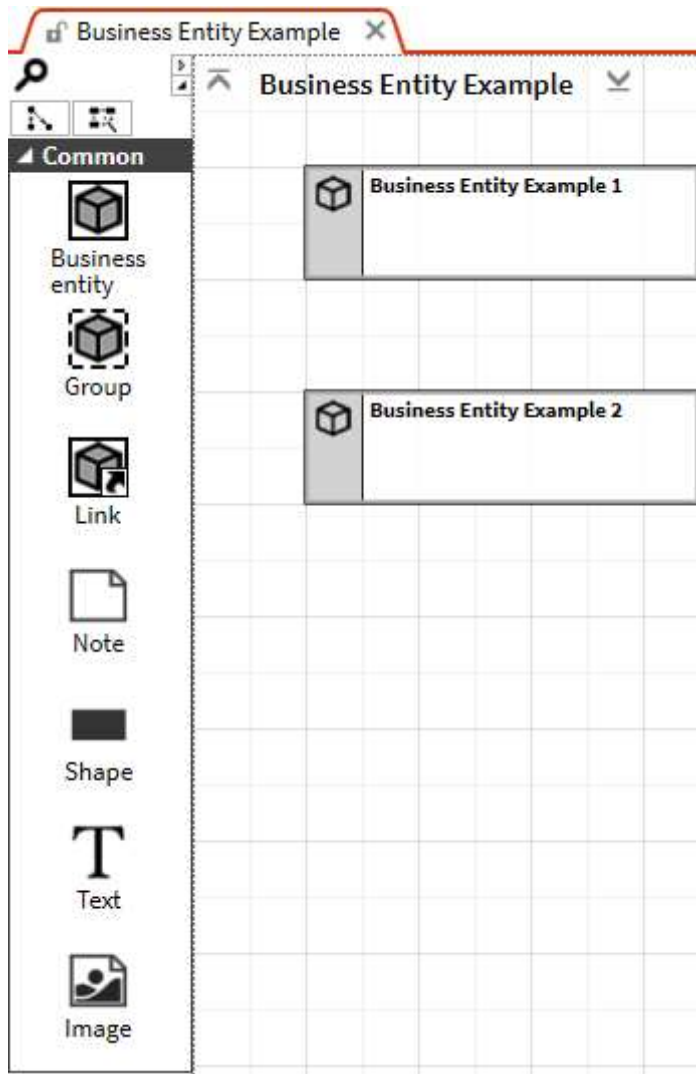 Business Entity Example
Business Entity Example
Common
Business Entity Example 1
Business
entity
Group
Business Entity Example 2
Link
Note
Shape
Text
Image